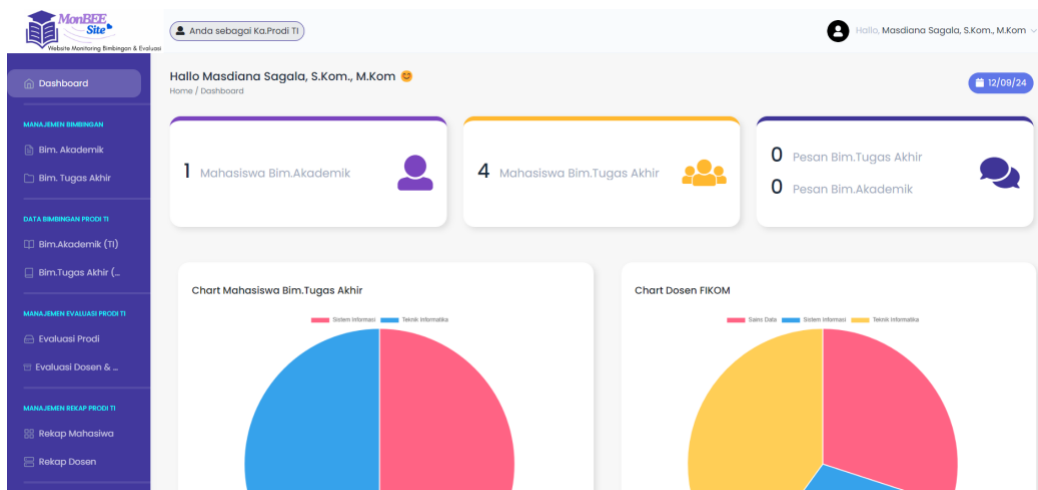 MonBEE
Site
Website Monitoring Bimbingan & Evaluasi
Anda sebagai Ka.Prodi TI
Hallo, Masdiana Sagala, S.Kom., M.Kom
Dashboard
MANAJEMEN BIMBINGAN
Bim. Akademik
Bim. Tugas Akhir
DATA BIMBINGAN PRODI TI
Bim.Akademik (TI)
Bim.Tugas Akhir (...
MANAJEMEN EVALUASI PRODI TI
Evaluasi Prodi
Evaluasi Dosen & ...
MANAJEMEN REKAP PRODI TI
Rekap Mahasiwa
Rekap Dosen
Hallo Masdiana Sagala, S.Kom., M.Kom 😊
Home / Dashboard
12/09/24
1 Mahasiswa Bim.Akademik
4 Mahasiswa Bim.Tugas Akhir
0 Pesan Bim.Tugas Akhir
0 Pesan Bim.Akademik
Chart Mahasiswa Bim.Tugas Akhir
Sistem Informasi Teknik Informatika
Chart Dosen FIKOM
Sains Data Sistem Informasi Teknik Informatika